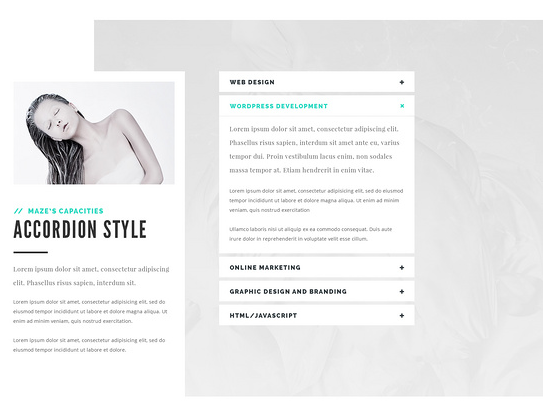 // MAZE'S CAPACITIES
ACCORDION STYLE
Lorem ipsum dolor sit amet, consectetur adipiscing
elit. Phasellus risus sapien, interdum sit.
Lorem ipsum dolor sit amet, consectetur adipiscing elit, sed do
eiusmod tempor incididunt ut labore et dolore magna aliqua. Ut
enim ad minim veniam, quis nostrud exercitation.
Lorem ipsum dolor sit amet, consectetur adipiscing elit, sed do
eiusmod tempor incididunt ut labore et dolore.
WEB DESIGN +
WORDPRESS DEVELOPMENT ×
Lorem ipsum dolor sit amet, consectetur adipiscing elit.
Phasellus risus sapien, interdum sit amet ante eu, varius
tempor dui. Proin vestibulum lacus enim, non sodales
massa tempor at. Etiam hendrerit in enim vitae.
Lorem ipsum dolor sit amet, consectetur adipiscing elit, sed do eiusmod
tempor incididunt ut labore et dolore magna aliqua. Ut enim ad minim
veniam, quis nostrud exercitation
Ullamco laboris nisi ut aliquip ex ea commodo consequat. Duis aute
irure dolor in reprehenderit in voluptate velit esse cillum.
ONLINE MARKETING +
GRAPHIC DESIGN AND BRANDING +
HTML/JAVASCRIPT +